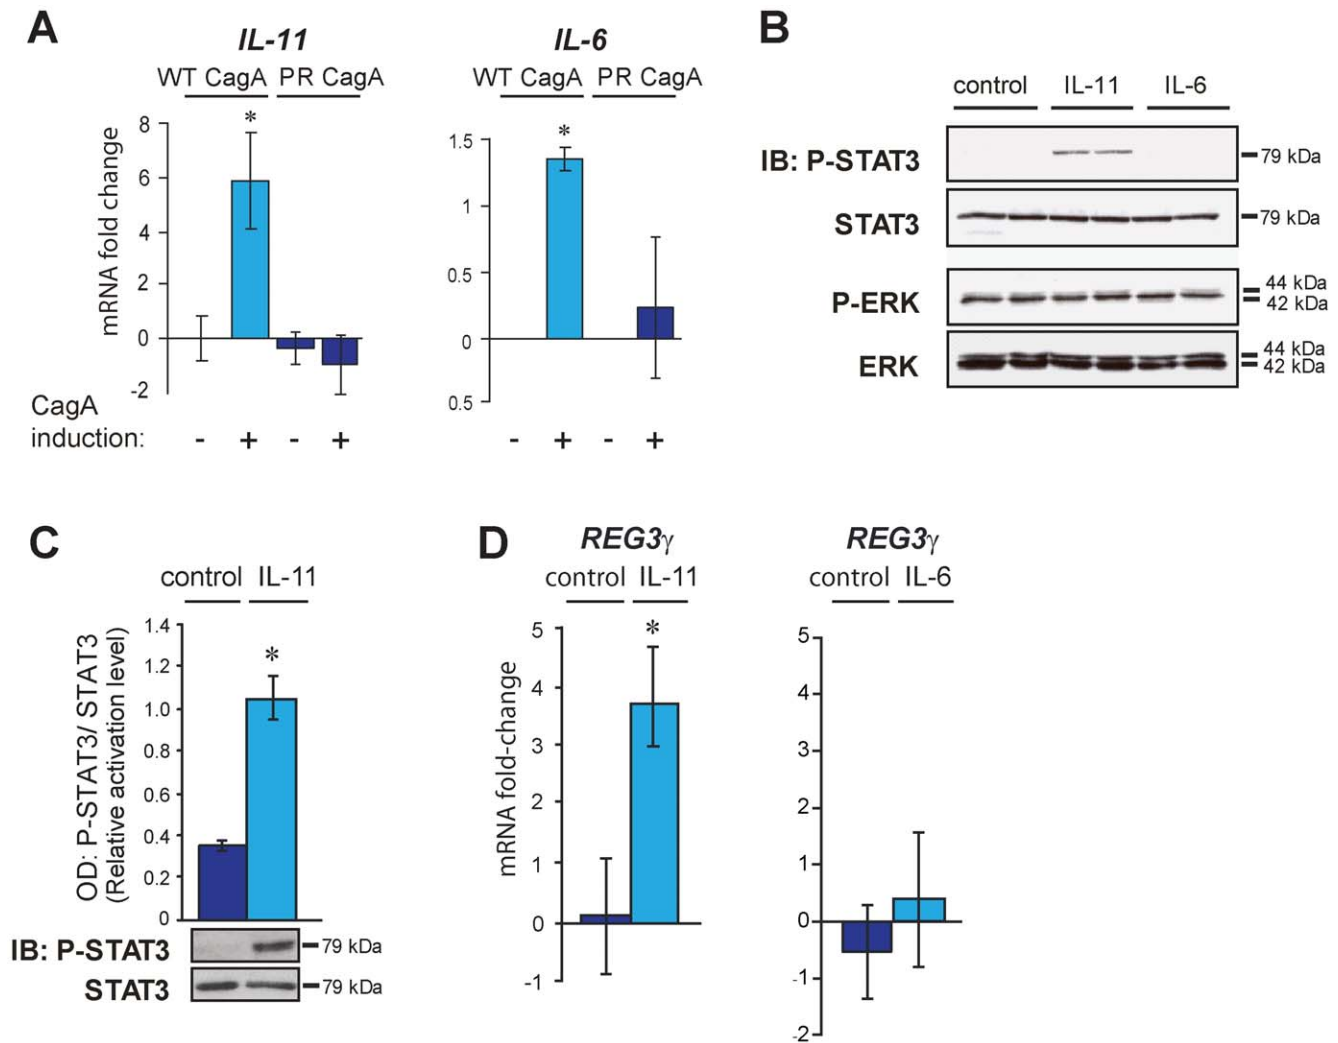 A
IL-11
WT CagA PR CagA
*
mRNA fold change
8
6
4
2
0
-2
IL-6
WT CagA PR CagA
*
1.5
1
0.5
0
0.5
CagA
induction: - + - + - + - +
B
control IL-11 IL-6
IB: P-STAT3 79 kDa
STAT3 79 kDa
P-ERK 44 kDa
42 kDa
ERK 44 kDa
42 kDa
C
control IL-11
*
OD: P-STAT3/ STAT3
(Relative activation level)
1.4
1.2
1.0
0.8
0.6
0.4
0.2
0
IB: P-STAT3 79 kDa
STAT3 79 kDa
D
REG3γ
control IL-11
*
mRNA fold-change
5
4
3
2
1
0
-1
REG3γ
control IL-6
5
4
3
2
1
0
-1
-2